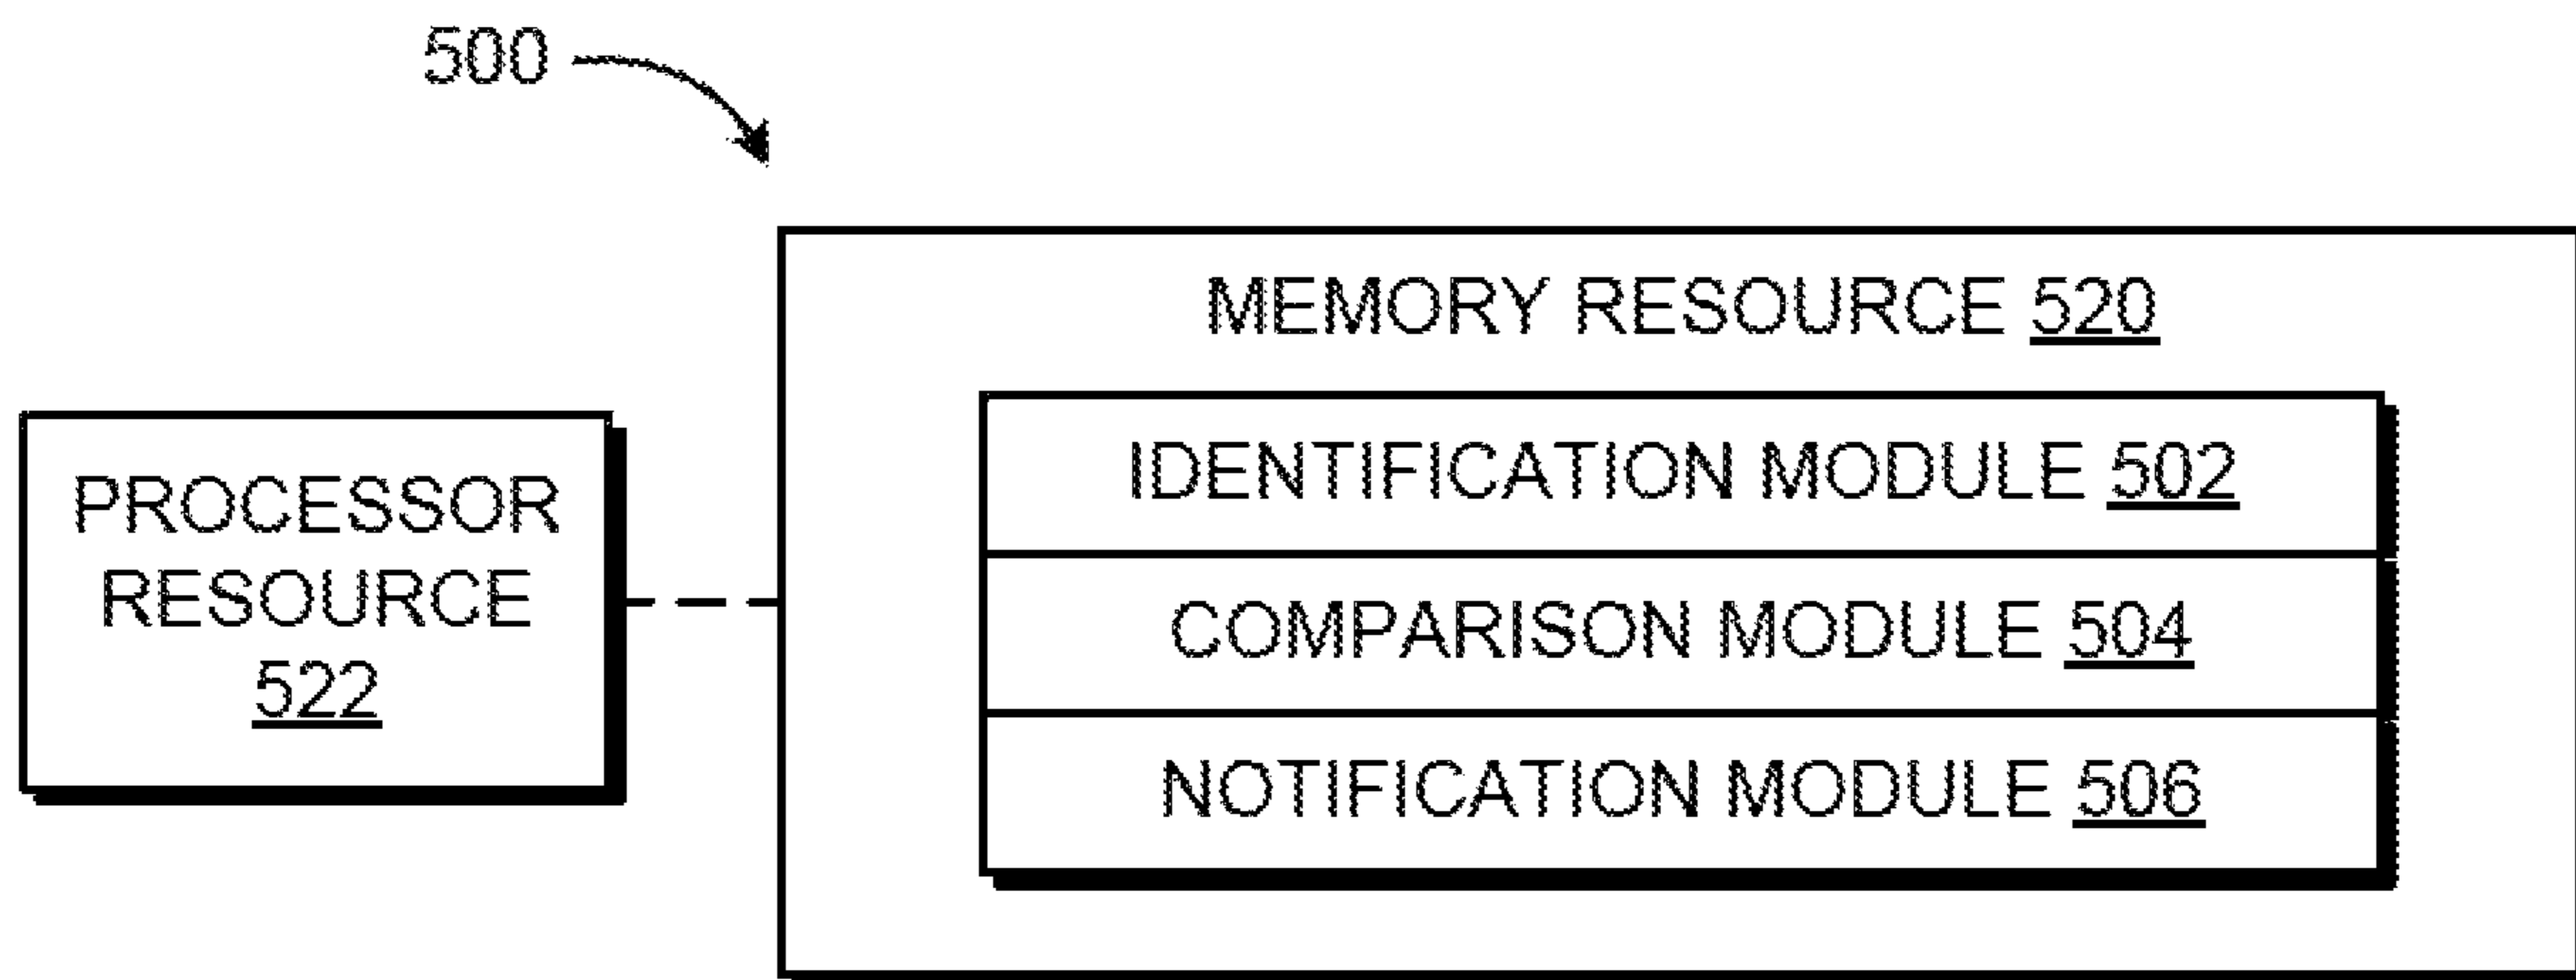 500
MEMORY RESOURCE 520
PROCESSOR
RESOURCE
522
IDENTIFICATION MODULE 502
COMPARISON MODULE 504
NOTIFICATION MODULE 506